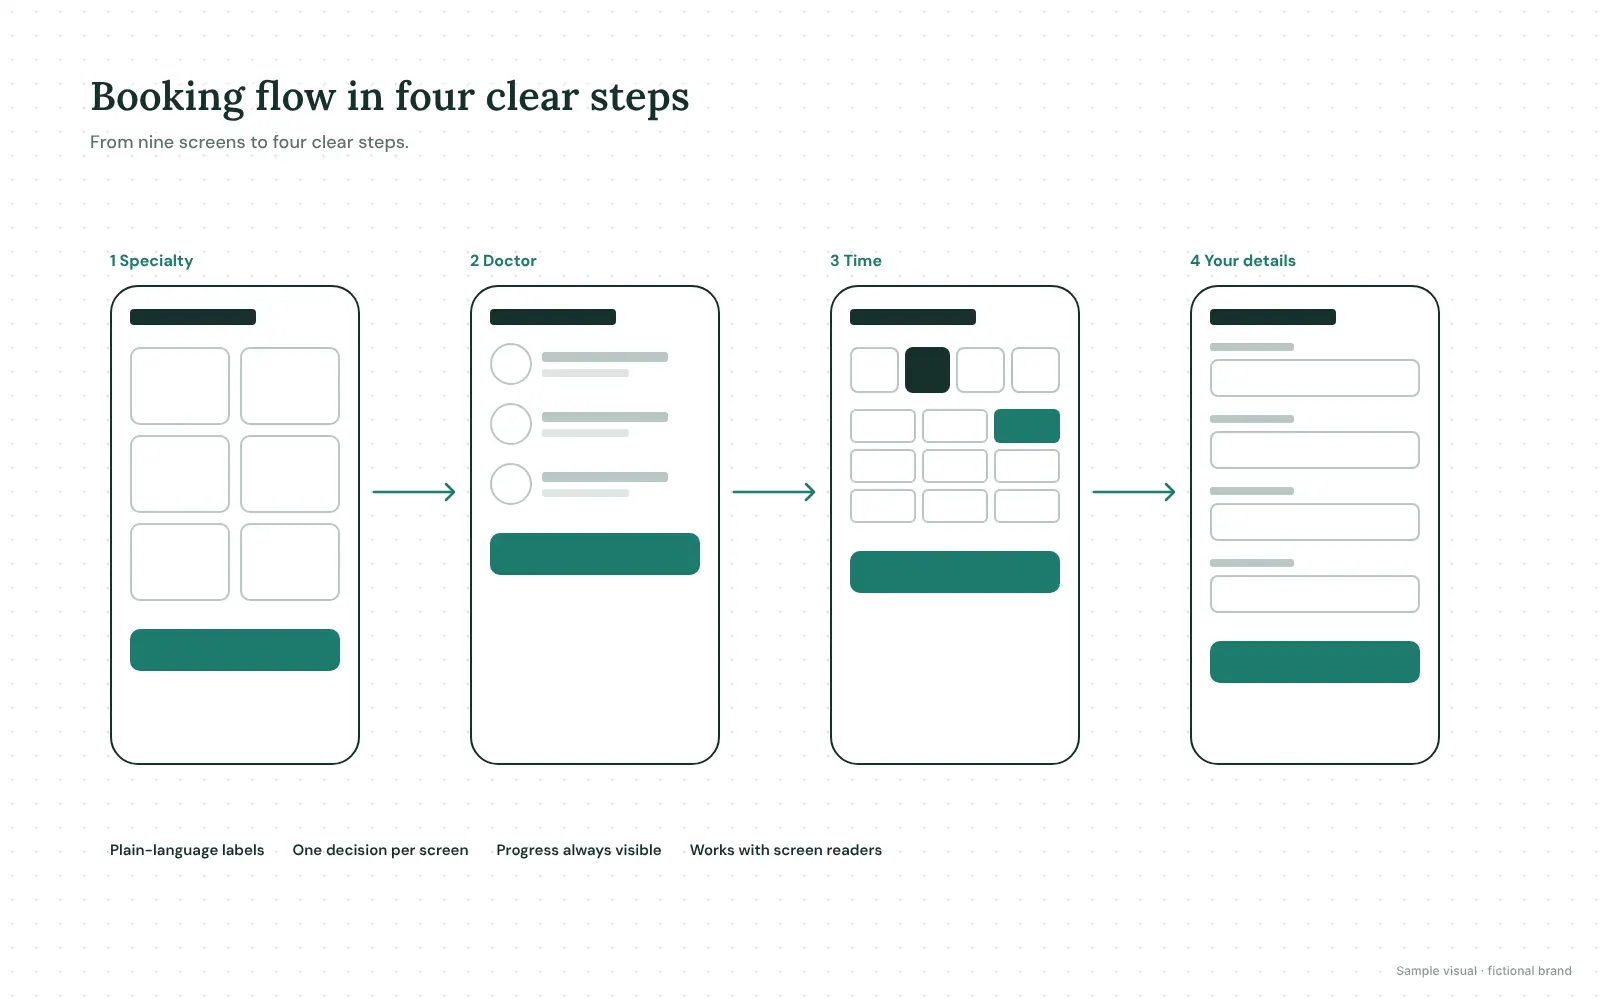 Booking flow in four clear steps
From nine screens to four clear steps.
1 Specialty
2 Doctor
3 Time
4 Your details
Plain-language labels
One decision per screen
Progress always visible
Works with screen readers
Sample visual · fictional brand